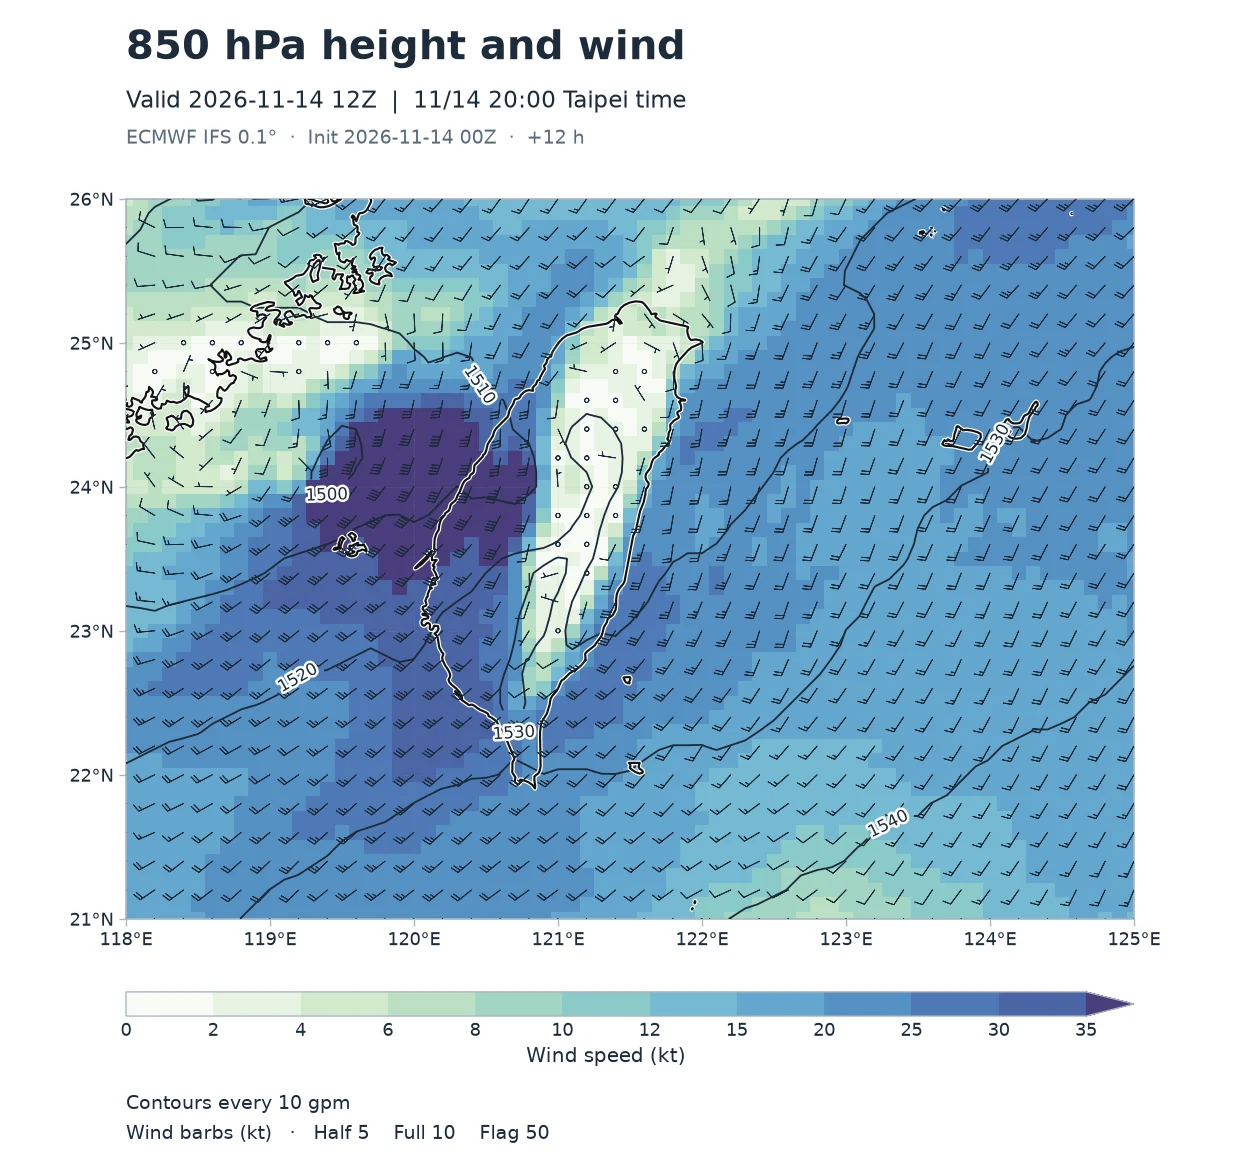 850 hPa height and wind
Valid 2026-11-14 12Z | 11/14 20:00 Taipei time
ECMWF IFS 0.1° · Init 2026-11-14 00Z · +12 h
26°N
25°N
24°N
23°N
22°N
21°N
1510
1500
1530
1520
1530
1540
118°E 119°E 120°E 121°E 122°E 123°E 124°E 125°E
0 2 4 6 8 10 12 15 20 25 30 35
Wind speed (kt)
Contours every 10 gpm
Wind barbs (kt) · Half 5 Full 10 Flag 50